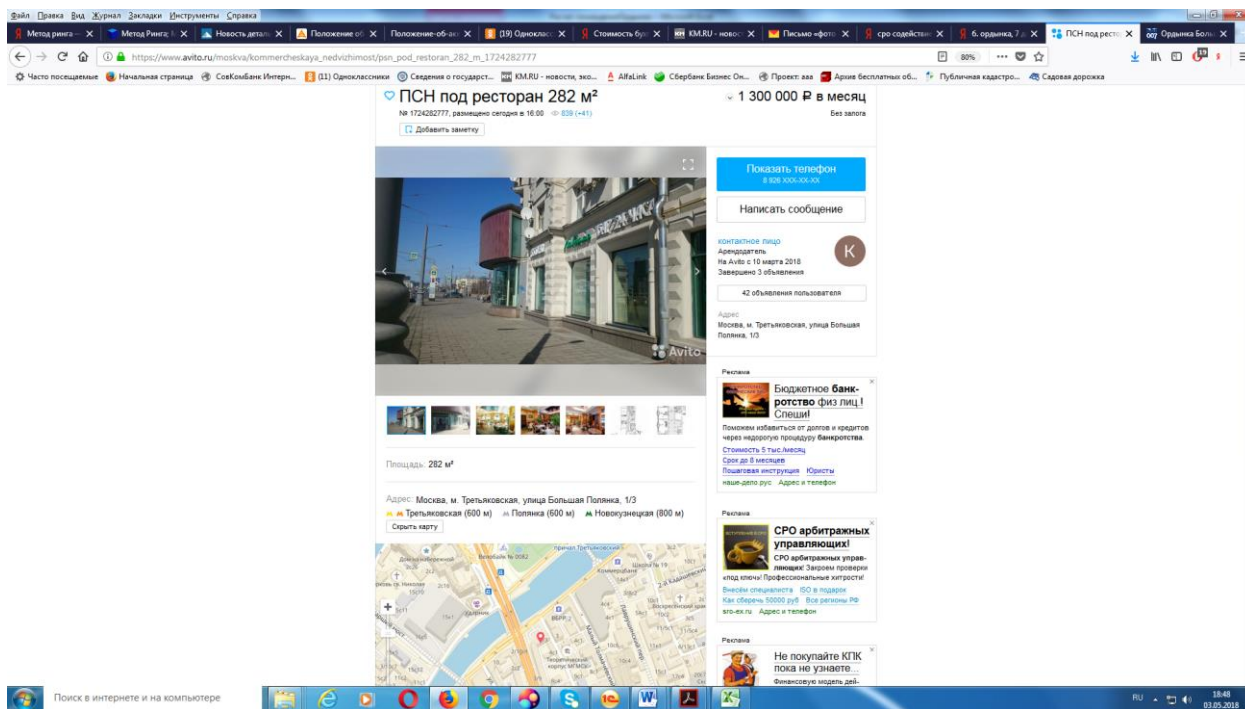 Файл Правка Вид Журнал Закладки Инструменты Справка
Метод ринга — X Метод Ринга; X Новость деталь X Положение об X Положение-об-ак X (19) Одноклас X Стоимость бул X KM.RU - новос X Письмо «фото X сро содействи X б. ордынка, 7 д X ПСН под ресто X Ордынка Боль X
https://www.avito.ru/moskva/kommercheskaya_nedvizhimost/psn_pod_restoran_282_m_1724282777 80%
Часто посещаемые Начальная страница СовКомБанк Интерн... (11) Одноклассники Сведения о государст... KM.RU - новости, эко... AlfaLink Сбербанк Бизнес Он... Проект: ааа Архив бесплатных об... Публичная кадастро... Садовая дорожка
ПСН под ресторан 282 м²
№ 1724282777, размещено сегодня в 16:00 839 (+41)
Добавить заметку
1 300 000 ₽ в месяц
Без залога
Avito
Площадь: 282 м²
Адрес: Москва, м. Третьяковская, улица Большая Полянка, 1/3
Третьяковская (600 м) Полянка (600 м) Новокузнецкая (800 м)
Скрыть карту
Показать телефон
8 926 XXX-XX-XX
Написать сообщение
контактное лицо
Арендодатель
На Avito с 10 марта 2018
Завершено 3 объявления
К
42 объявления пользователя
Адрес
Москва, м. Третьяковская, улица Большая
Полянка, 1/3
Реклама
Бюджетное банк-
ротство физ лиц.!
Спеши!
Поможем избавиться от долгов и кредитов
через недорогую процедуру банкротства.
Стоимость 5 тыс./месяц
Срок до 8 месяцев
Пошаговая инструкция Юристы
наше-дело.рус Адрес и телефон
Реклама
СРО арбитражных
управляющих!
СРО арбитражных управ-
ляющих! Закроем проверки
«под ключ»! Профессиональные хитрости!
Внесём специалиста ISO в подарок
Как сберечь 50000 руб Все регионы РФ
sro-ex.ru Адрес и телефон
Реклама
Не покупайте КПК
пока не узнаете...
Финансовую модель дей-
Поиск в интернете и на компьютере
RU 18:48
03.05.2018